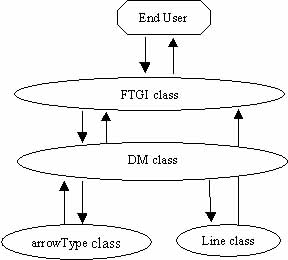 End User
FTGI class
DM class
arrowType class
Line class